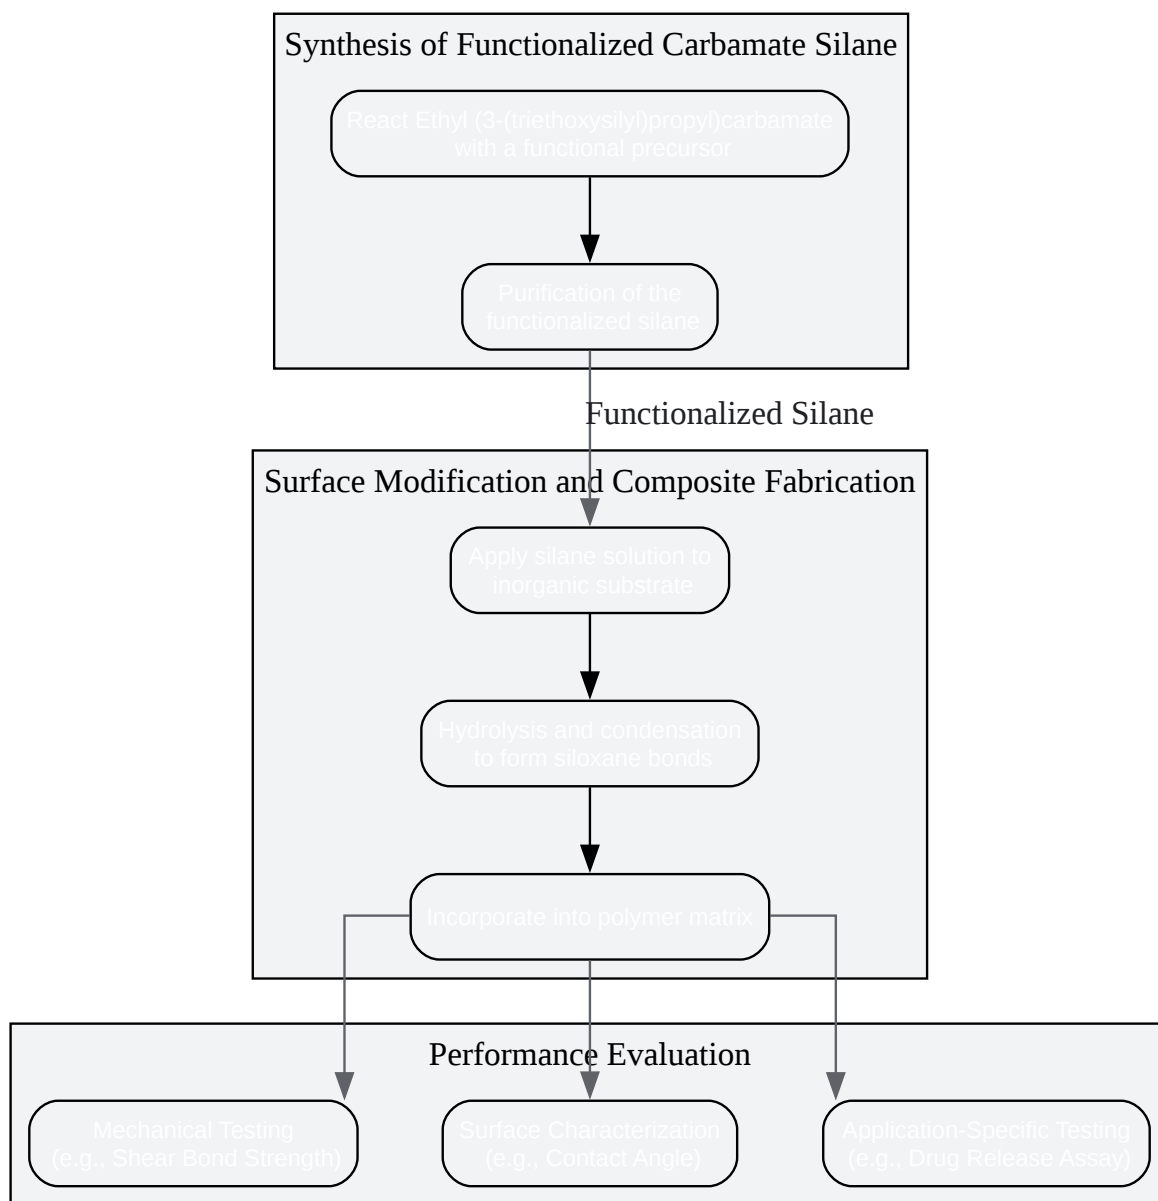 Synthesis of Functionalized Carbamate Silane
React Ethyl (3-(triethoxysilyl)propyl)carbamate
with a functional precursor
Purification of the
functionalized silane
Functionalized Silane
Surface Modification and Composite Fabrication
Apply silane solution to
inorganic substrate
Hydrolysis and condensation
to form siloxane bonds
Incorporate into polymer matrix
Performance Evaluation
Mechanical Testing
(e.g., Shear Bond Strength)
Surface Characterization
(e.g., Contact Angle)
Application-Specific Testing
(e.g., Drug Release Assay)